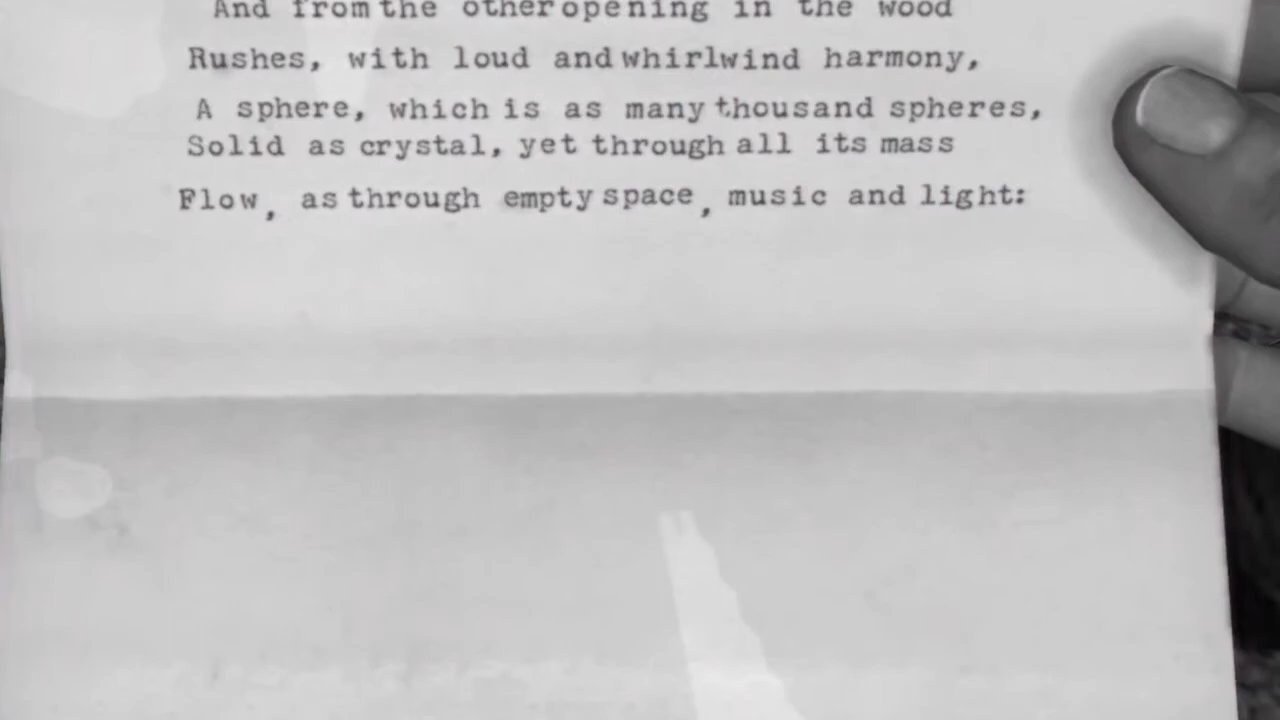 And from the other opening in the wood
Rushes, with loud and whirlwind harmony,
A sphere, which is as many thousand spheres,
Solid as crystal, yet through all its mass
Flow, as through empty space, music and light: